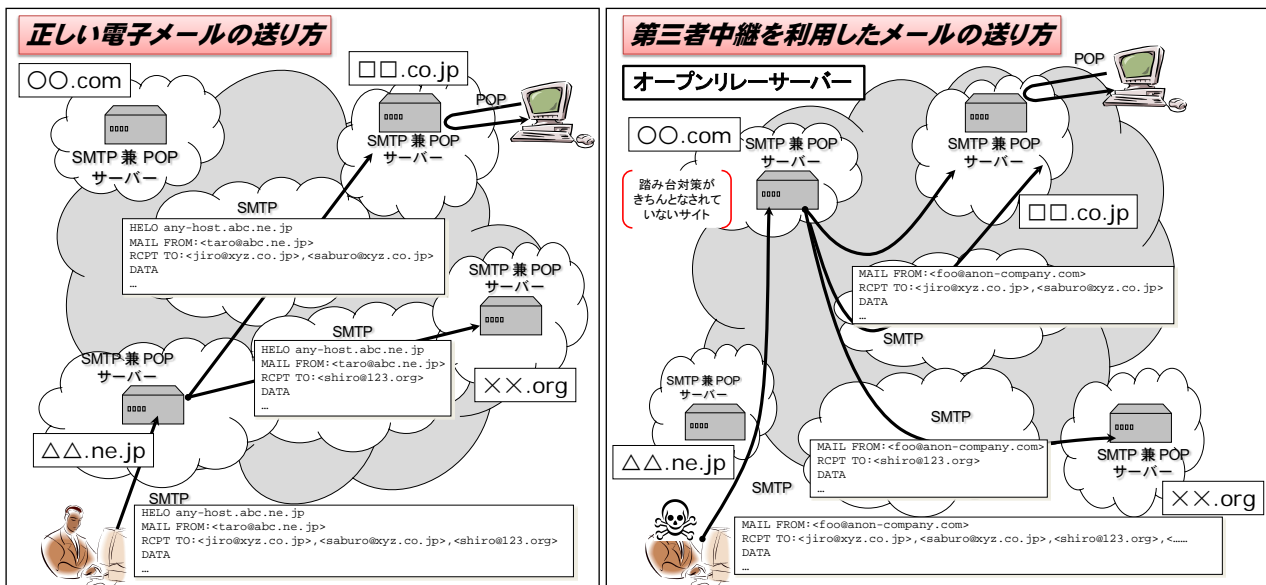 正しい電子メールの送り方
○○.com
SMTP 兼 POP
サーバー
□□.co.jp
POP
SMTP 兼 POP
サーバー
SMTP
HELO any-host.abc.ne.jp
MAIL FROM:<taro@abc.ne.jp>
RCPT TO:<jiro@xyz.co.jp>,<saburo@xyz.co.jp>
DATA
…
SMTP 兼 POP
サーバー
××.org
SMTP
HELO any-host.abc.ne.jp
MAIL FROM:<taro@abc.ne.jp>
RCPT TO:<shiro@123.org>
DATA
…
SMTP 兼 POP
サーバー
△△.ne.jp
SMTP
HELO any-host.abc.ne.jp
MAIL FROM:<taro@abc.ne.jp>
RCPT TO:<jiro@xyz.co.jp>,<saburo@xyz.co.jp>,<shiro@123.org>
DATA
…
第三者中継を利用したメールの送り方
オープンリレーサーバー
○○.com
SMTP 兼 POP
サーバー
踏み台対策が
きちんとなされて
いないサイト
POP
SMTP 兼 POP
サーバー
□□.co.jp
MAIL FROM:<foo@anon-company.com>
RCPT TO:<jiro@xyz.co.jp>,<saburo@xyz.co.jp>
DATA
…
SMTP
SMTP 兼 POP
サーバー
△△.ne.jp
SMTP
MAIL FROM:<foo@anon-company.com>
RCPT TO:<shiro@123.org>
DATA
…
SMTP 兼 POP
サーバー
××.org
SMTP
MAIL FROM:<foo@anon-company.com>
RCPT TO:<jiro@xyz.co.jp>,<saburo@xyz.co.jp>,<shiro@123.org>,<……
DATA
…